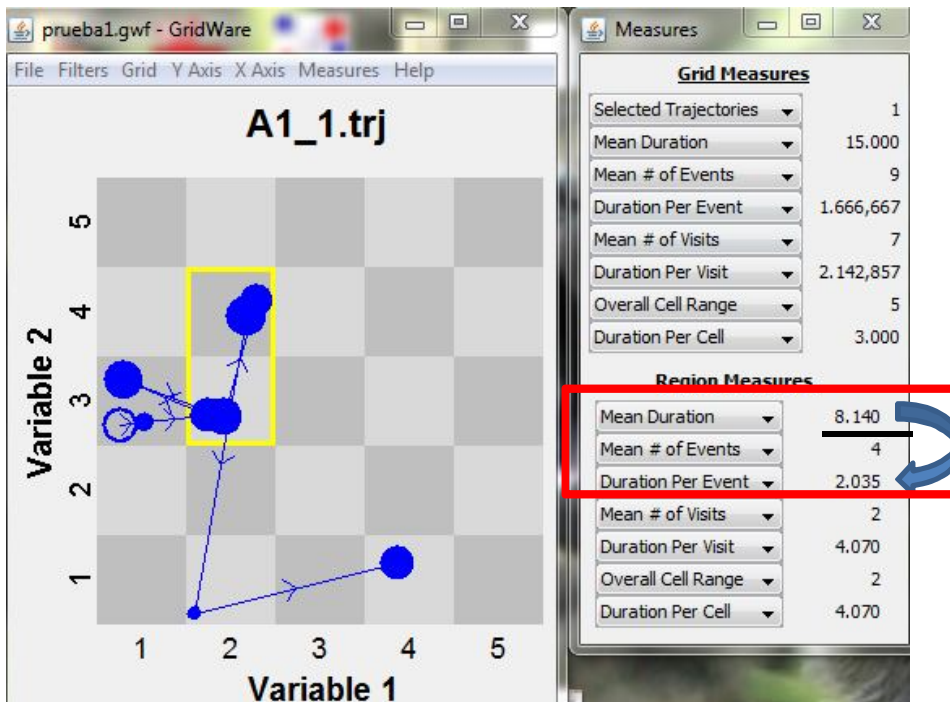 prueba1.gwf - GridWare
File Filters Grid Y Axis X Axis Measures Help
A1_1.trj
5
4
3
2
1
Variable 2
1 2 3 4 5
Variable 1
Measures
Grid Measures
Selected Trajectories 1
Mean Duration 15.000
Mean # of Events 9
Duration Per Event 1.666,667
Mean # of Visits 7
Duration Per Visit 2.142,857
Overall Cell Range 5
Duration Per Cell 3.000
Region Measures
Mean Duration 8.140
Mean # of Events 4
Duration Per Event 2.035
Mean # of Visits 2
Duration Per Visit 4.070
Overall Cell Range 2
Duration Per Cell 4.070